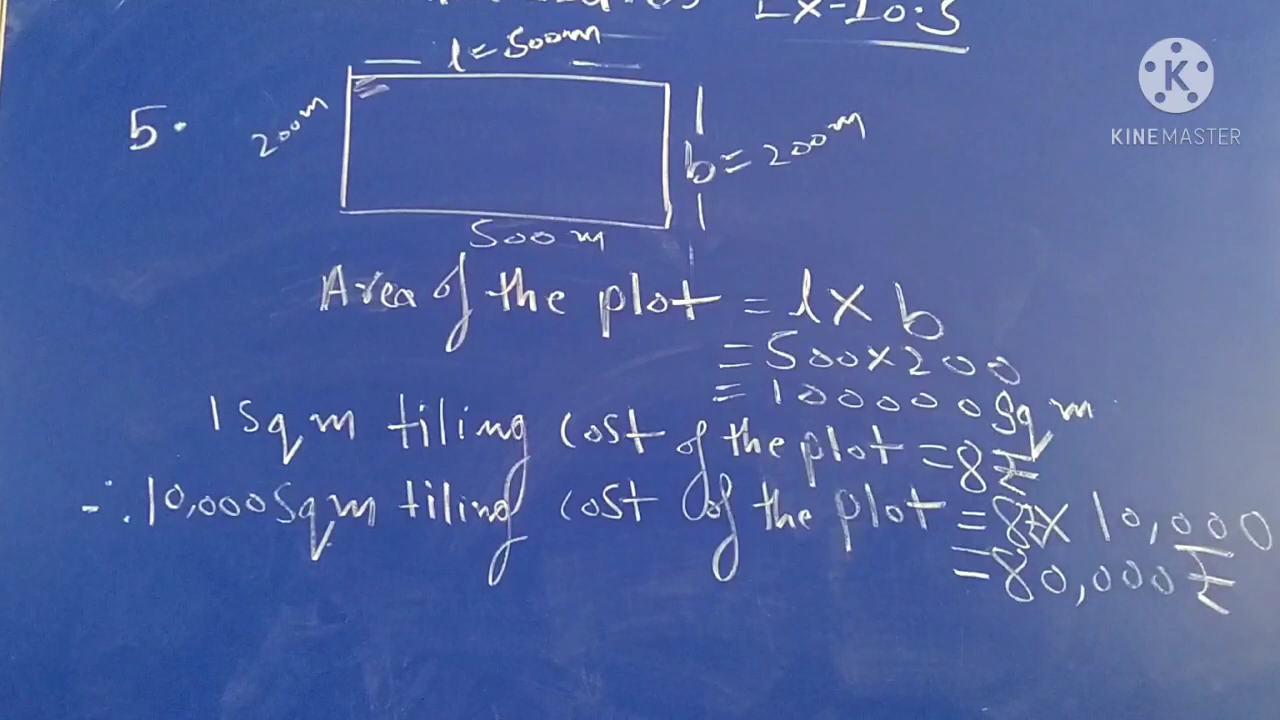 Ex-10.3
l = 500m
5.
200m
b = 200m
500 m
Area of the plot = l × b
= 500 × 200
= 100000 Sq m
1 Sq m tiling cost of the plot = 8₹
∴ 10,000 Sq m tiling cost of the plot = 8₹ × 10,000
= 80,000 ₹
KINEMASTER